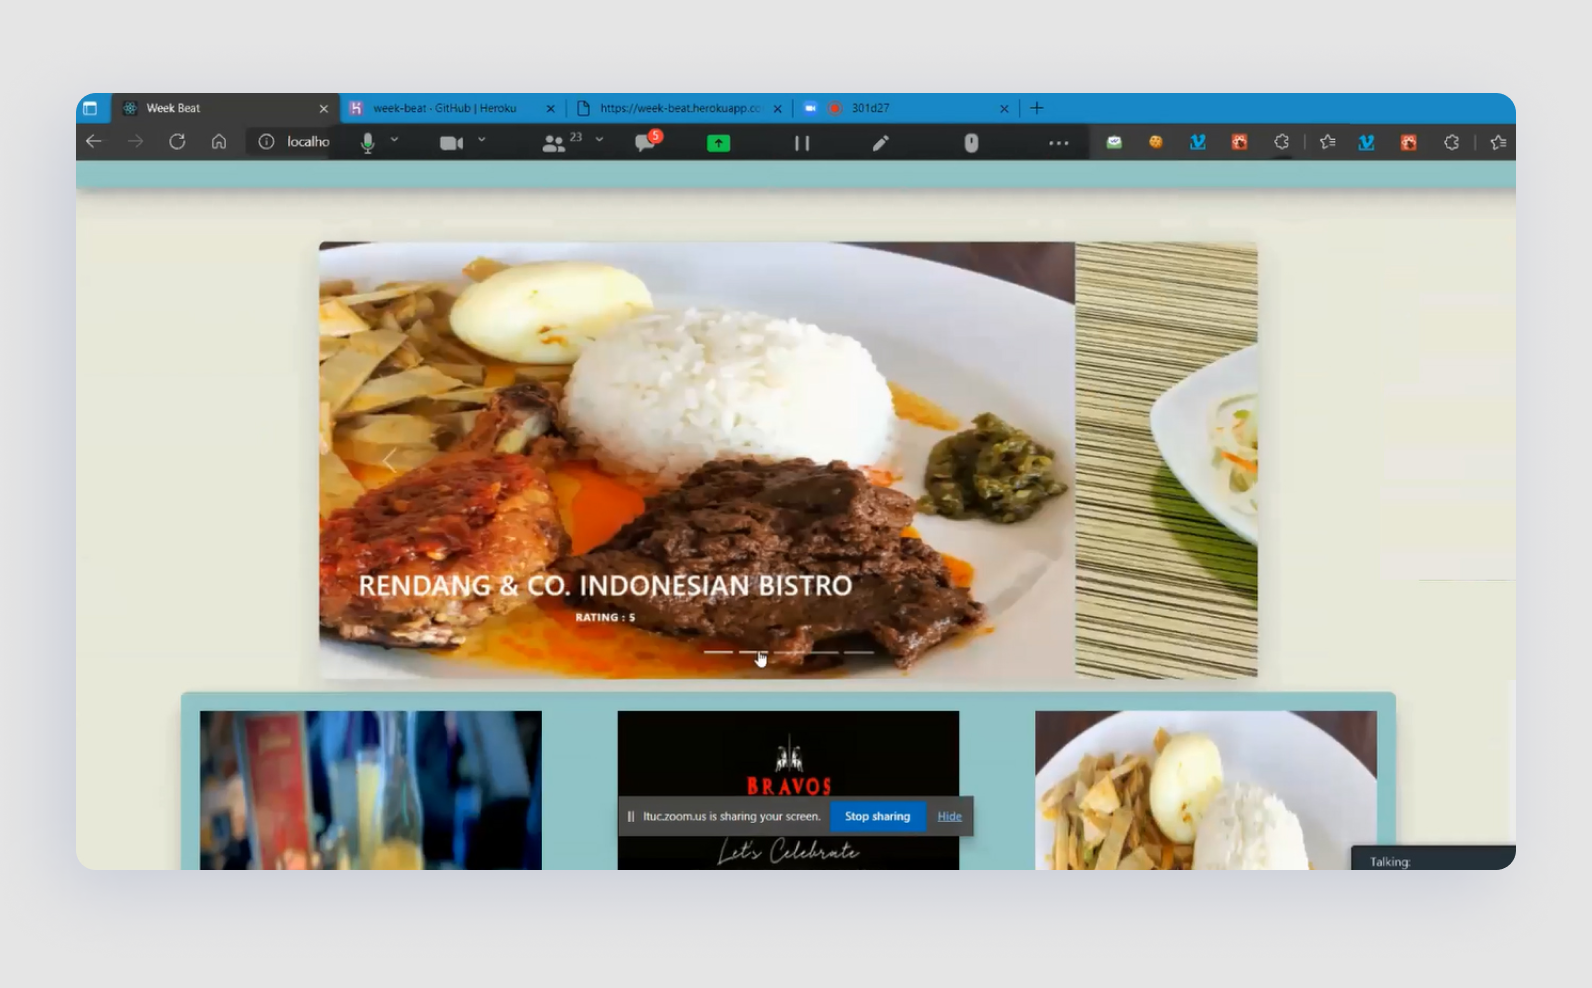 Week Beat
week-beat · GitHub | Heroku
https://week-beat.herokuapp.co
301d27
localho
23
5
RENDANG & CO. INDONESIAN BISTRO
RATING : 5
BRAVOS
ltuc.zoom.us is sharing your screen.
Stop sharing
Hide
Let's Celebrate
Talking: